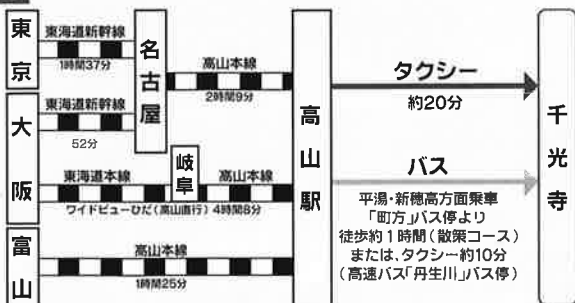 東京
東海道新幹線
1時間37分
名古屋
高山本線
2時間9分
大阪
東海道新幹線
52分
東海道本線
岐阜
高山本線
ワイドビューひだ(高山直行)4時間8分
富山
高山本線
1時間25分
高山駅
タクシー
約20分
バス
平湯・新穂高方面乗車
「町方」バス停より
徒歩約1時間(散策コース)
または、タクシー約10分
(高速バス「丹生川」バス停)
千光寺